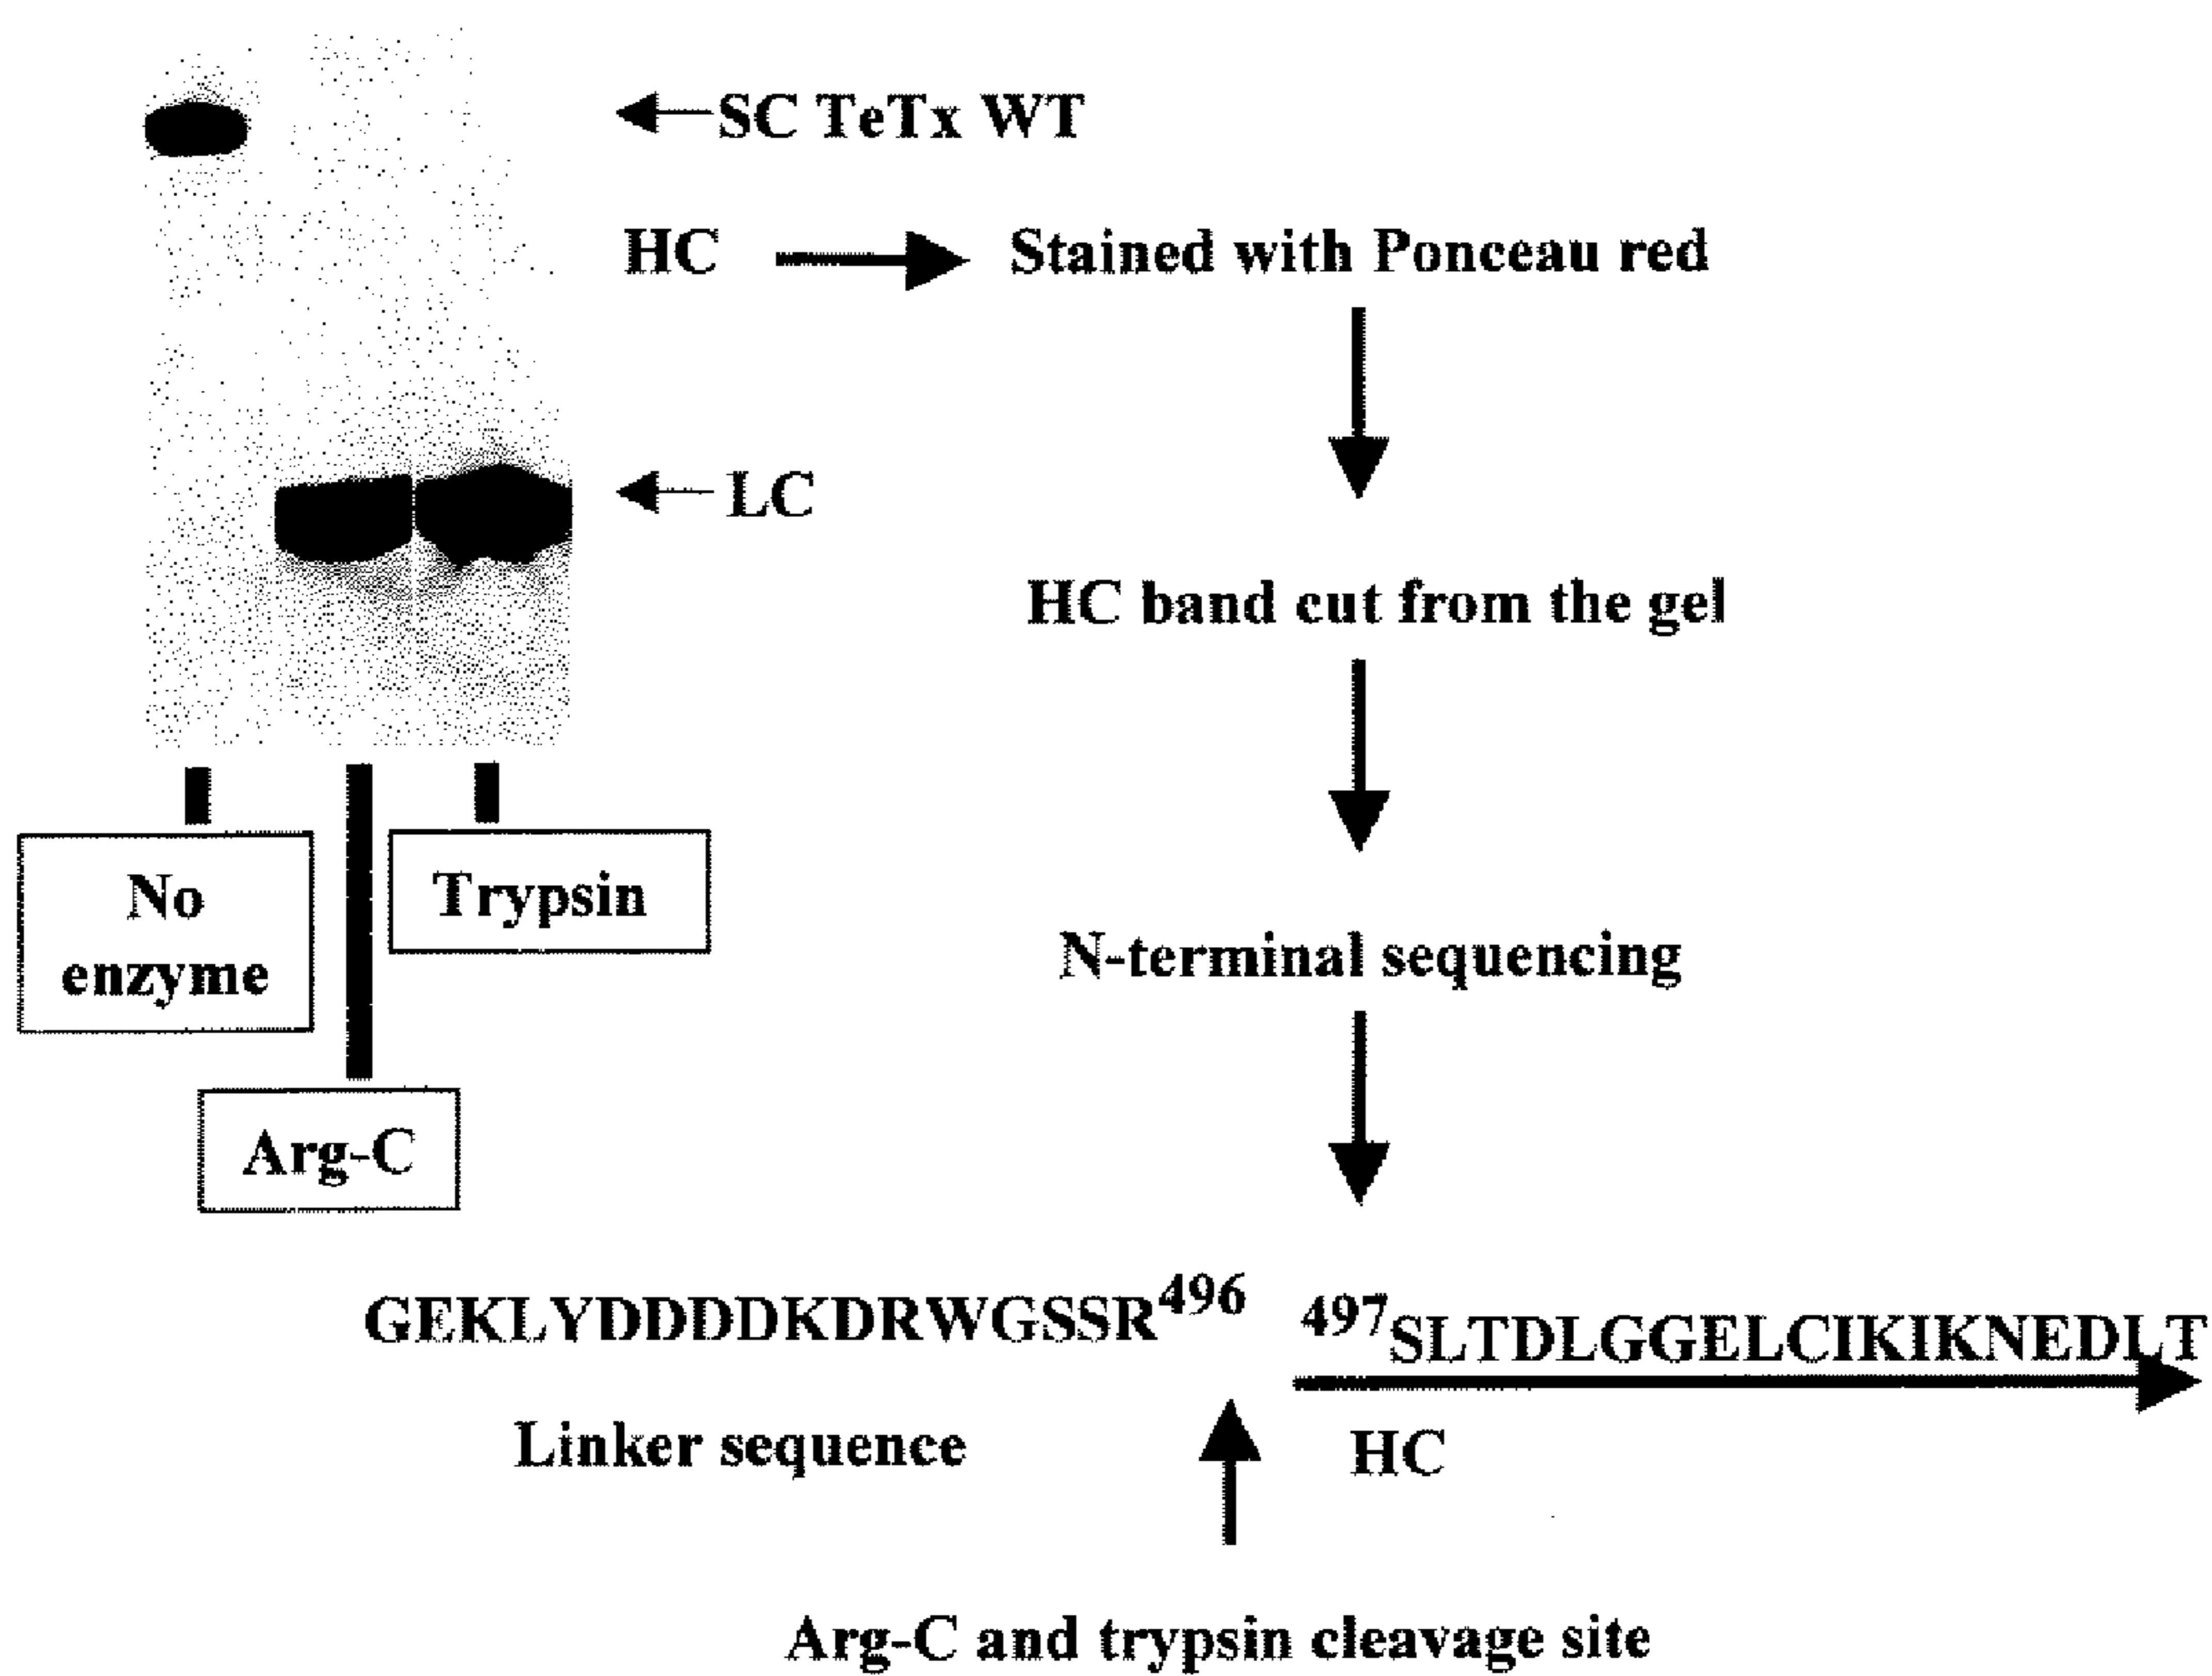 SC TeTx WT
HC
Stained with Ponceau red
LC
HC band cut from the gel
No
enzyme
Trypsin
N-terminal sequencing
Arg-C
GEKLYDDDDKDRWGSSR496 497SLTDLGGELCIKIKNEDLT
Linker sequence
HC
Arg-C and trypsin cleavage site